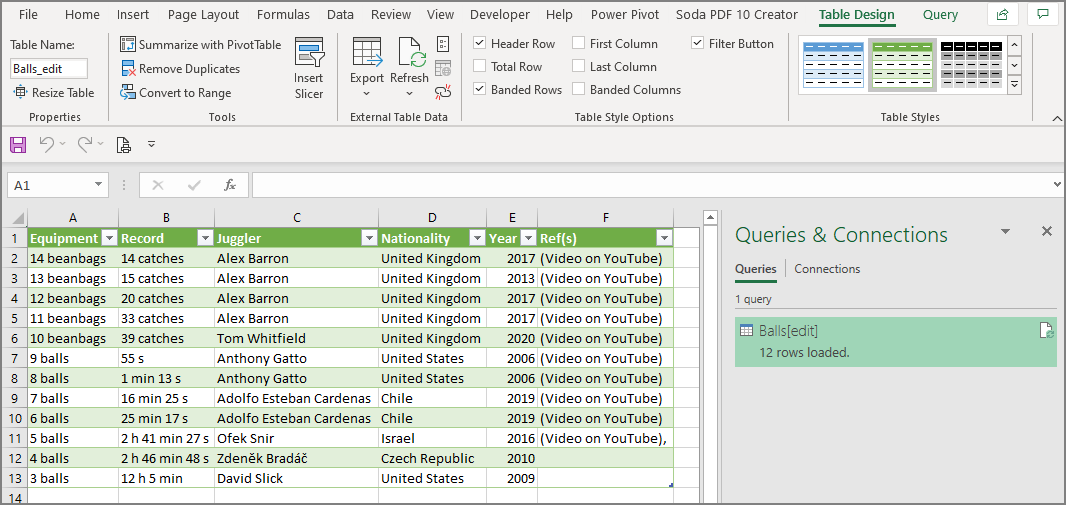 File Home Insert Page Layout Formulas Data Review View Developer Help Power Pivot Soda PDF 10 Creator Table Design Query
Table Name:
Balls_edit
Resize Table
Properties
Summarize with PivotTable
Remove Duplicates
Convert to Range
Insert
Slicer
Tools
Export Refresh
External Table Data
Header Row First Column Filter Button
Total Row Last Column
Banded Rows Banded Columns
Table Style Options
Table Styles
A1 fx
A B C D E F
1 Equipment Record Juggler Nationality Year Ref(s)
2 14 beanbags 14 catches Alex Barron United Kingdom 2017 (Video on YouTube)
3 13 beanbags 15 catches Alex Barron United Kingdom 2013 (Video on YouTube)
4 12 beanbags 20 catches Alex Barron United Kingdom 2017 (Video on YouTube)
5 11 beanbags 33 catches Alex Barron United Kingdom 2017 (Video on YouTube)
6 10 beanbags 39 catches Tom Whitfield United Kingdom 2020 (Video on YouTube)
7 9 balls 55 s Anthony Gatto United States 2006 (Video on YouTube)
8 8 balls 1 min 13 s Anthony Gatto United States 2006 (Video on YouTube)
9 7 balls 16 min 25 s Adolfo Esteban Cardenas Chile 2019 (Video on YouTube)
10 6 balls 25 min 17 s Adolfo Esteban Cardenas Chile 2019 (Video on YouTube)
11 5 balls 2 h 41 min 27 s Ofek Snir Israel 2016 (Video on YouTube),
12 4 balls 2 h 46 min 48 s Zdeněk Bradáč Czech Republic 2010
13 3 balls 12 h 5 min David Slick United States 2009
14
Queries & Connections
Queries Connections
1 query
Balls[edit]
12 rows loaded.